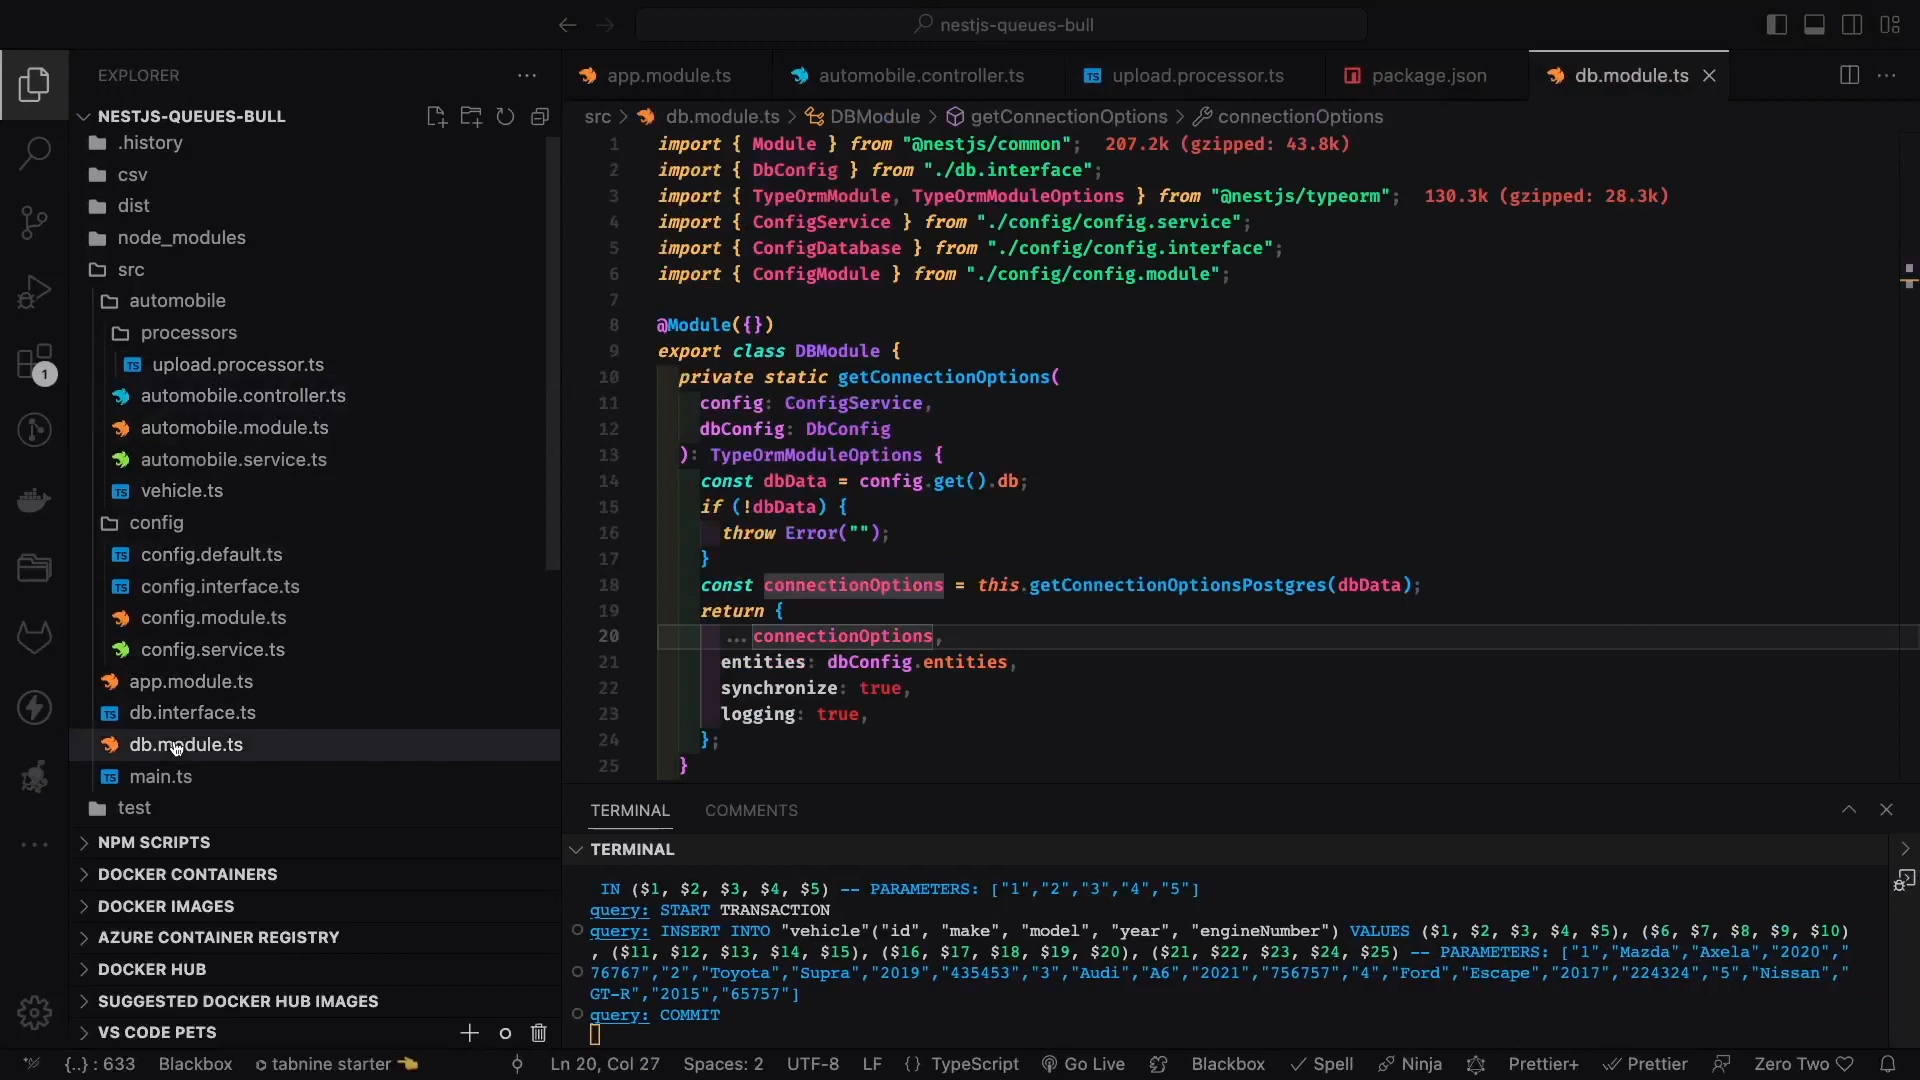 nestjs-queues-bull
EXPLORER
NESTJS-QUEUES-BULL
.history
csv
dist
node_modules
src
automobile
processors
TS upload.processor.ts
automobile.controller.ts
automobile.module.ts
automobile.service.ts
TS vehicle.ts
config
TS config.default.ts
TS config.interface.ts
config.module.ts
config.service.ts
app.module.ts
TS db.interface.ts
db.module.ts
TS main.ts
test
NPM SCRIPTS
DOCKER CONTAINERS
DOCKER IMAGES
AZURE CONTAINER REGISTRY
DOCKER HUB
SUGGESTED DOCKER HUB IMAGES
VS CODE PETS
1
app.module.ts automobile.controller.ts TS upload.processor.ts package.json db.module.ts
src > db.module.ts > DBModule > getConnectionOptions > connectionOptions
1 import { Module } from "@nestjs/common"; 207.2k (gzipped: 43.8k)
2 import { DbConfig } from "./db.interface";
3 import { TypeOrmModule, TypeOrmModuleOptions } from "@nestjs/typeorm"; 130.3k (gzipped: 28.3k)
4 import { ConfigService } from "./config/config.service";
5 import { ConfigDatabase } from "./config/config.interface";
6 import { ConfigModule } from "./config/config.module";
7
8 @Module({})
9 export class DBModule {
10 private static getConnectionOptions(
11 config: ConfigService,
12 dbConfig: DbConfig
13 ): TypeOrmModuleOptions {
14 const dbData = config.get().db;
15 if (!dbData) {
16 throw Error("");
17 }
18 const connectionOptions = this.getConnectionOptionsPostgres(dbData);
19 return {
20 ...connectionOptions,
21 entities: dbConfig.entities,
22 synchronize: true,
23 logging: true,
24 };
25 }
TERMINAL COMMENTS
TERMINAL
IN ($1, $2, $3, $4, $5) -- PARAMETERS: ["1","2","3","4","5"]
query: START TRANSACTION
query: INSERT INTO "vehicle"("id", "make", "model", "year", "engineNumber") VALUES ($1, $2, $3, $4, $5), ($6, $7, $8, $9, $10)
, ($11, $12, $13, $14, $15), ($16, $17, $18, $19, $20), ($21, $22, $23, $24, $25) -- PARAMETERS: ["1","Mazda","Axela","2020","
76767","2","Toyota","Supra","2019","435453","3","Audi","A6","2021","756757","4","Ford","Escape","2017","224324","5","Nissan","
GT-R","2015","65757"]
query: COMMIT
{..} : 633 Blackbox tabnine starter Ln 20, Col 27 Spaces: 2 UTF-8 LF {} TypeScript Go Live Blackbox Spell Ninja Prettier+ Prettier Zero Two